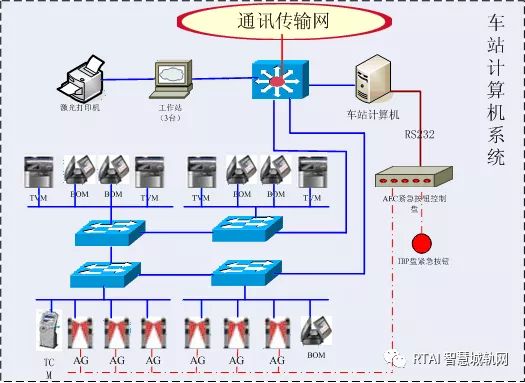 通讯传输网
车站计算机系统
激光打印机
工作站
(3台)
车站计算机
RS232
TVM
BOM
BOM
TVM
TVM
BOM
BOM
TVM
AFC紧急按钮控制
盘
IBP盘紧急按钮
TC
M
AG
AG
AG
AG
AG
AG
BOM
RTAI 智慧城轨网